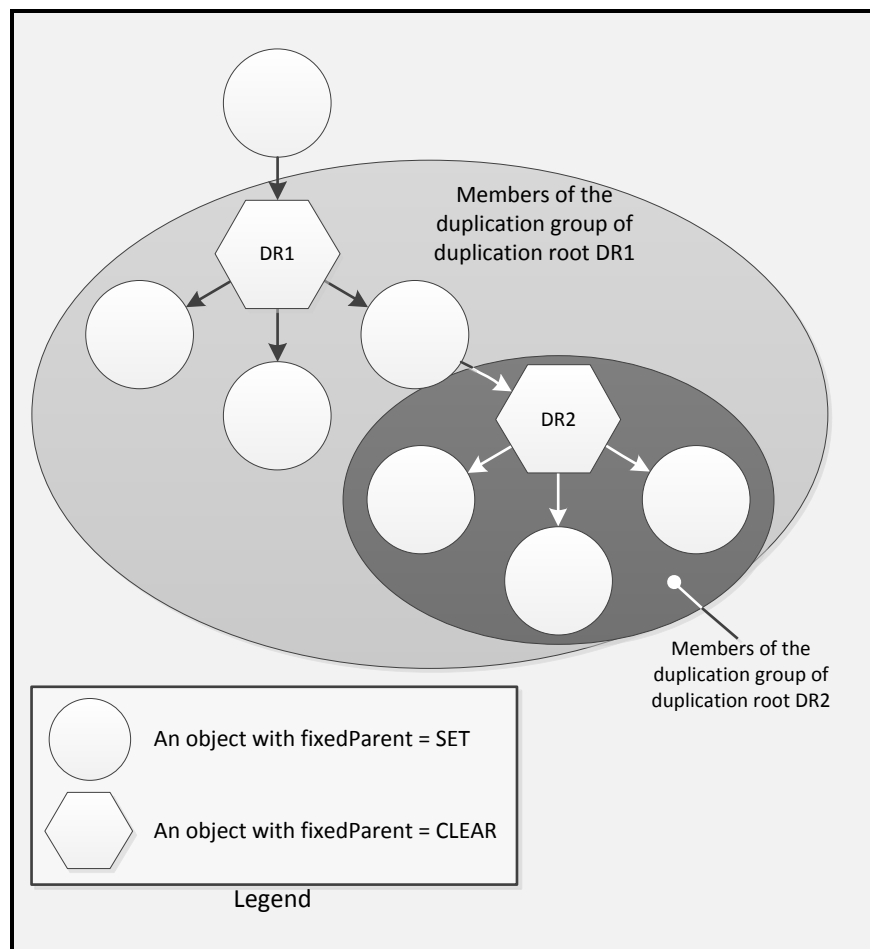 Members of the
duplication group of
duplication root DR1
DR1
DR2
Members of the
duplication group of
duplication root DR2
An object with fixedParent = SET
An object with fixedParent = CLEAR
Legend